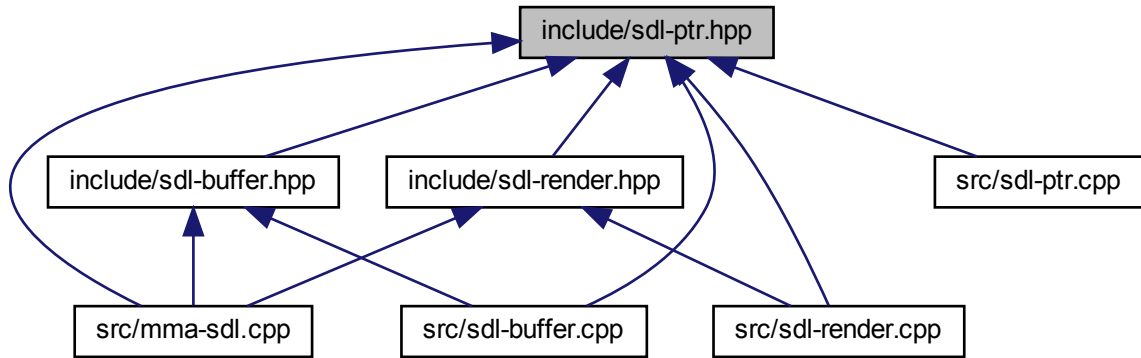 include/sdl-ptr.hpp
include/sdl-buffer.hpp
include/sdl-render.hpp
src/sdl-ptr.cpp
src/mma-sdl.cpp
src/sdl-buffer.cpp
src/sdl-render.cpp